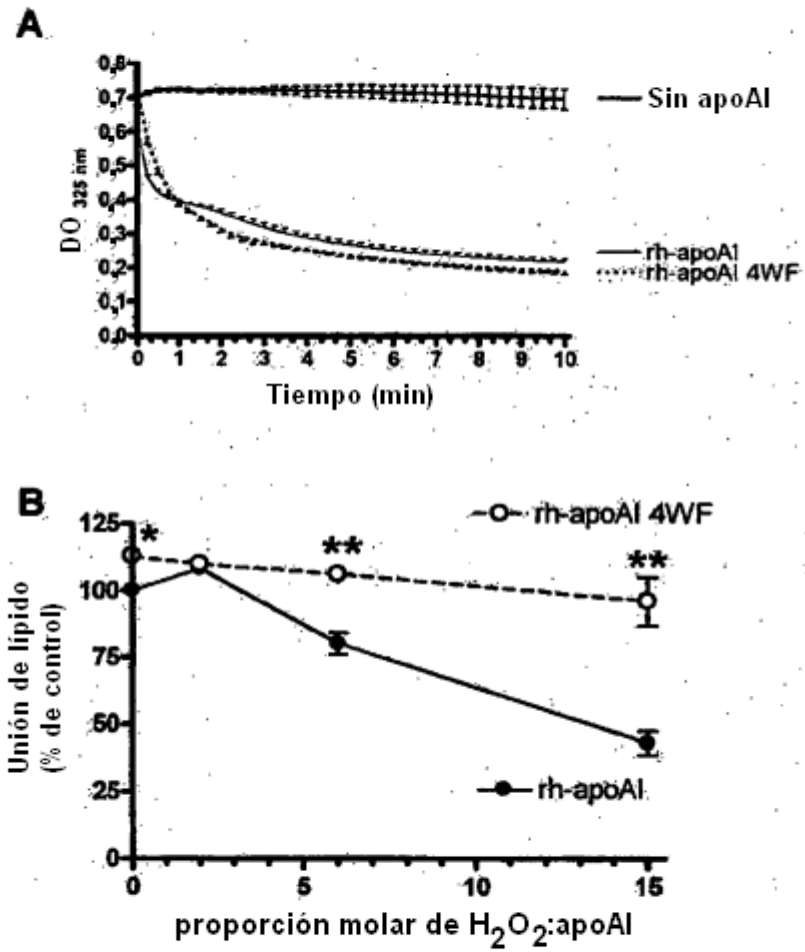 A
0,8
0,7
0,6
0,5
0,4
0,3
0,2
0,1
0,0
DO 325 nm
0 1 2 3 4 5 6 7 8 9 10
Tiempo (min)
Sin apoAI
rh-apoAI
rh-apoAI 4WF
B
125
100
75
50
25
0
Unión de lípido
(% de control)
* ** **
rh-apoAI 4WF
rh-apoAI
0 5 10 15
proporción molar de H2O2:apoAI